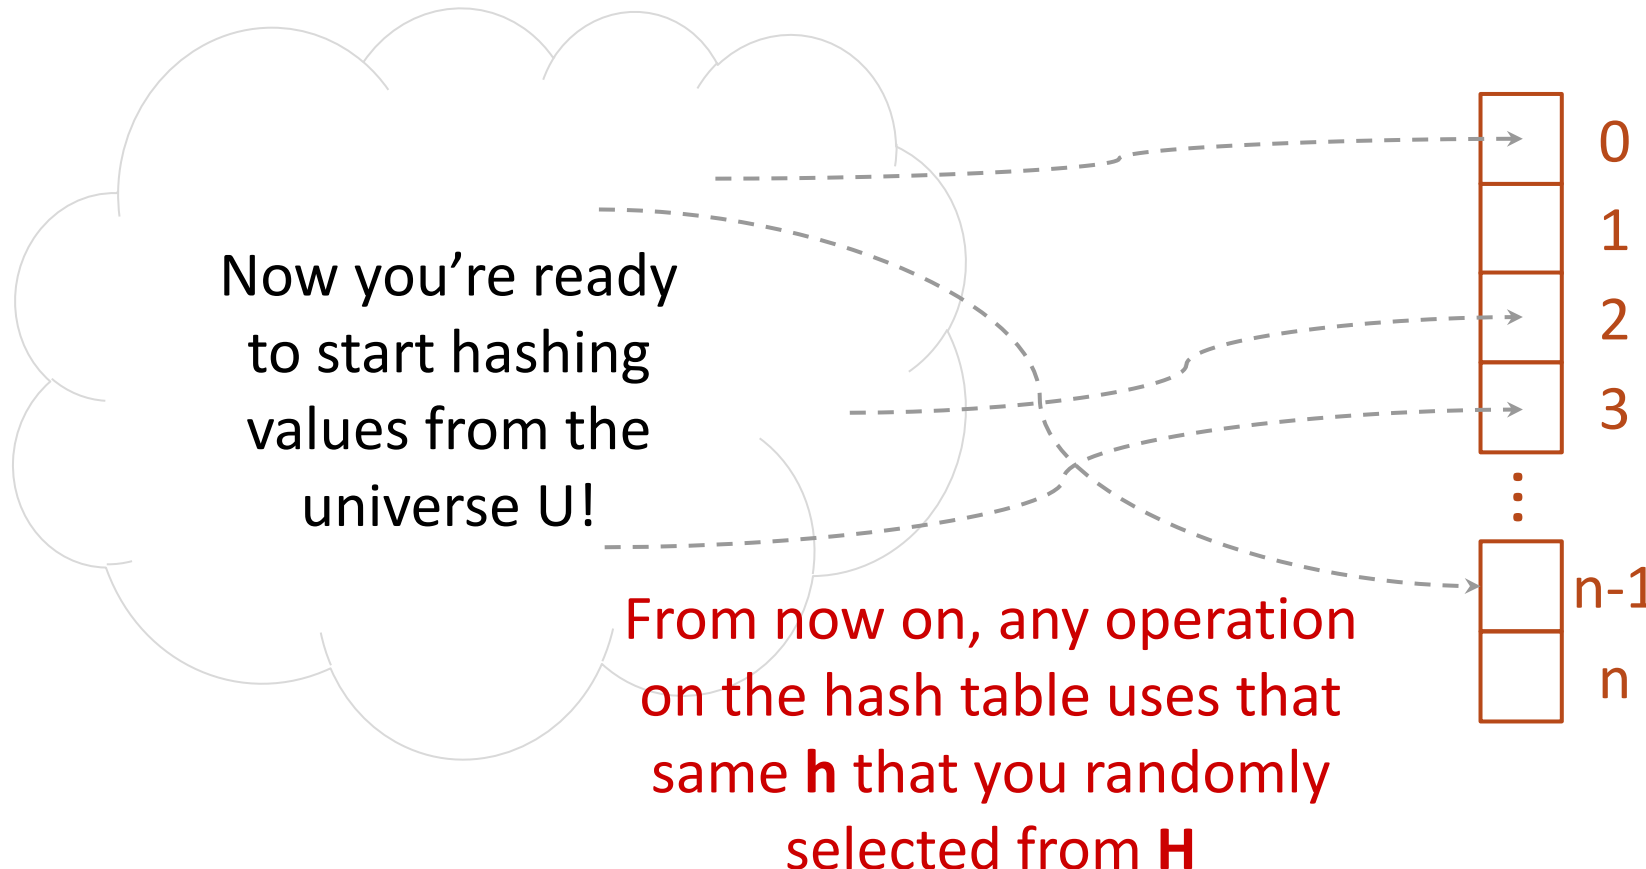 Now you’re ready
to start hashing
values from the
universe U!
From now on, any operation
on the hash table uses that
same h that you randomly
selected from H
0
1
2
3
⋮
n-1
n